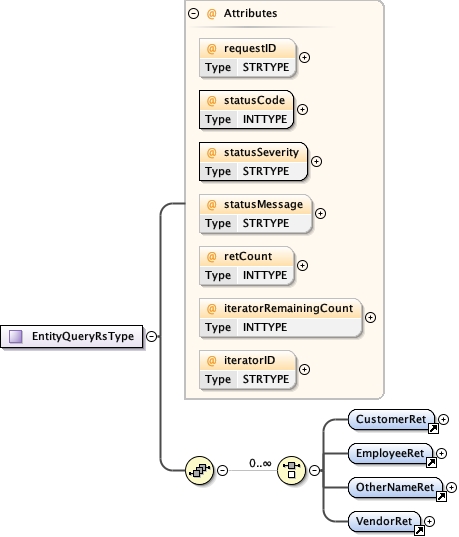 @ Attributes
@ requestID
Type STRTYPE
@ statusCode
Type INTTYPE
@ statusSeverity
Type STRTYPE
@ statusMessage
Type STRTYPE
@ retCount
Type INTTYPE
@ iteratorRemainingCount
Type INTTYPE
EntityQueryRsType
@ iteratorID
Type STRTYPE
CustomerRet
EmployeeRet
0..∞
OtherNameRet
VendorRet